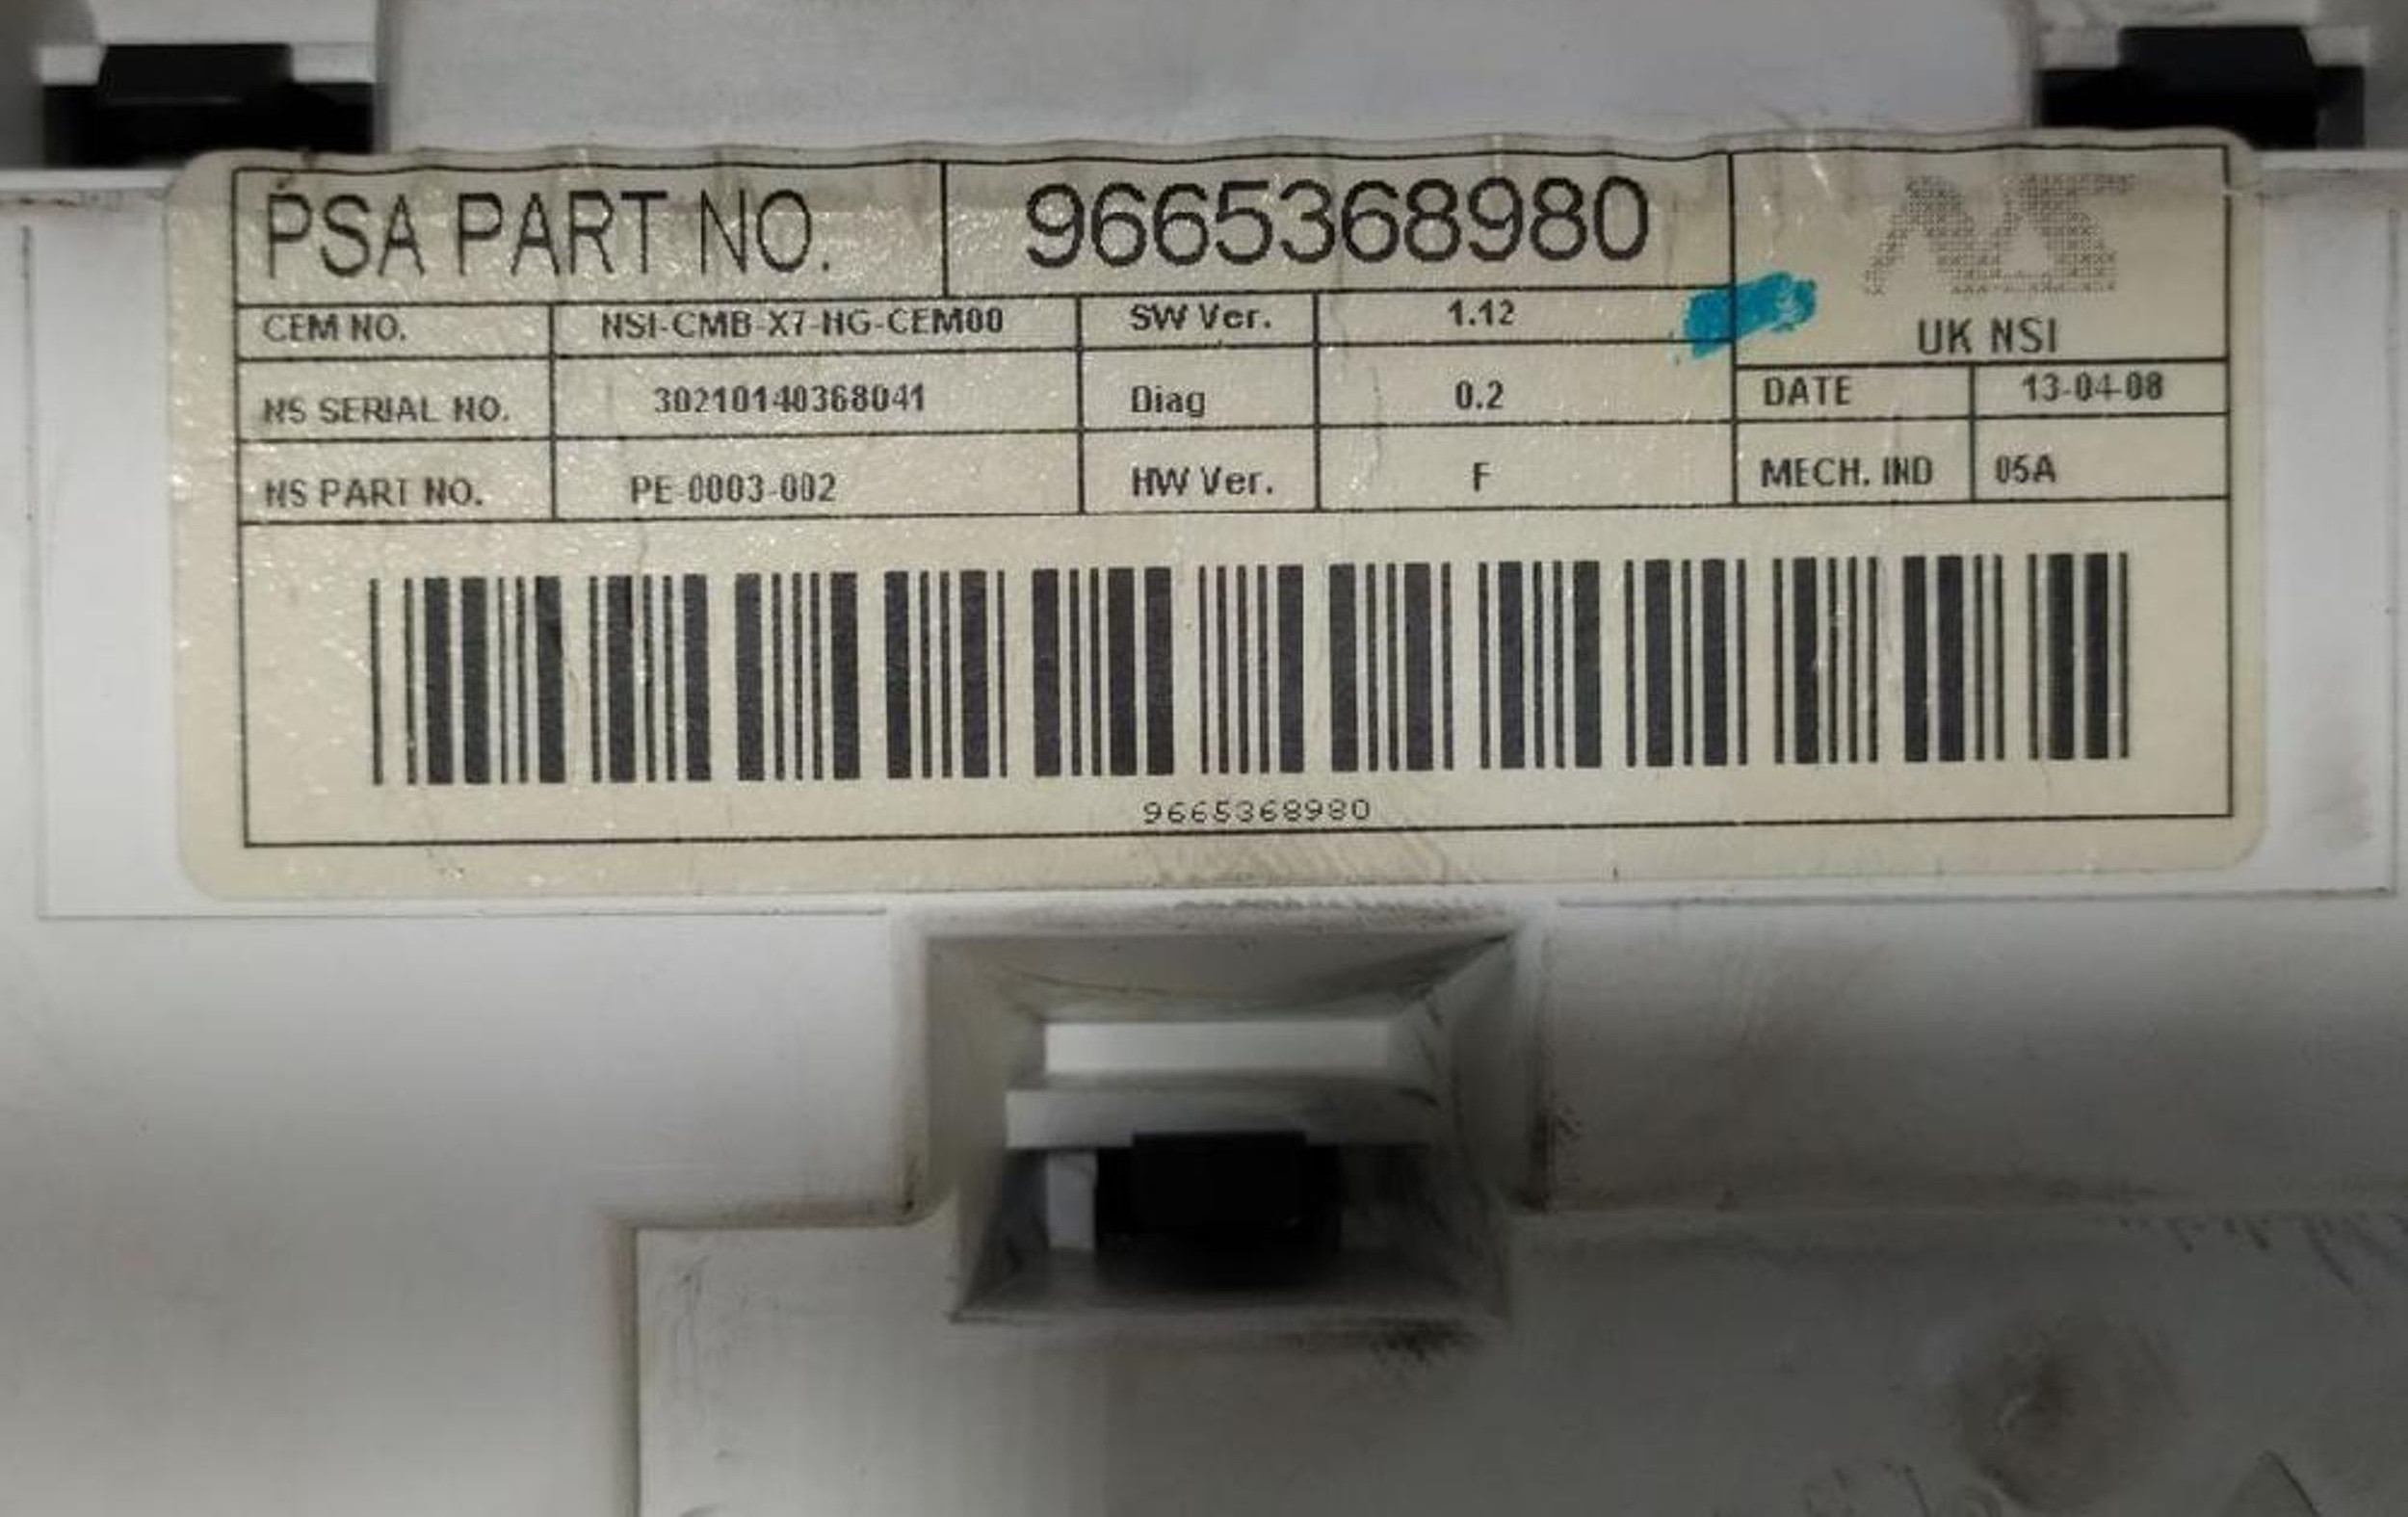 PSA PART NO. 9665368980
CEM NO. NSI-CMB-X7-HG-CEM00 SW Ver. 1.12 UK NSI
NS SERIAL NO. 30210140368041 Diag 0.2 DATE 13-04-08
NS PART NO. PE-0003-002 HW Ver. F MECH. IND 05A
9665368980